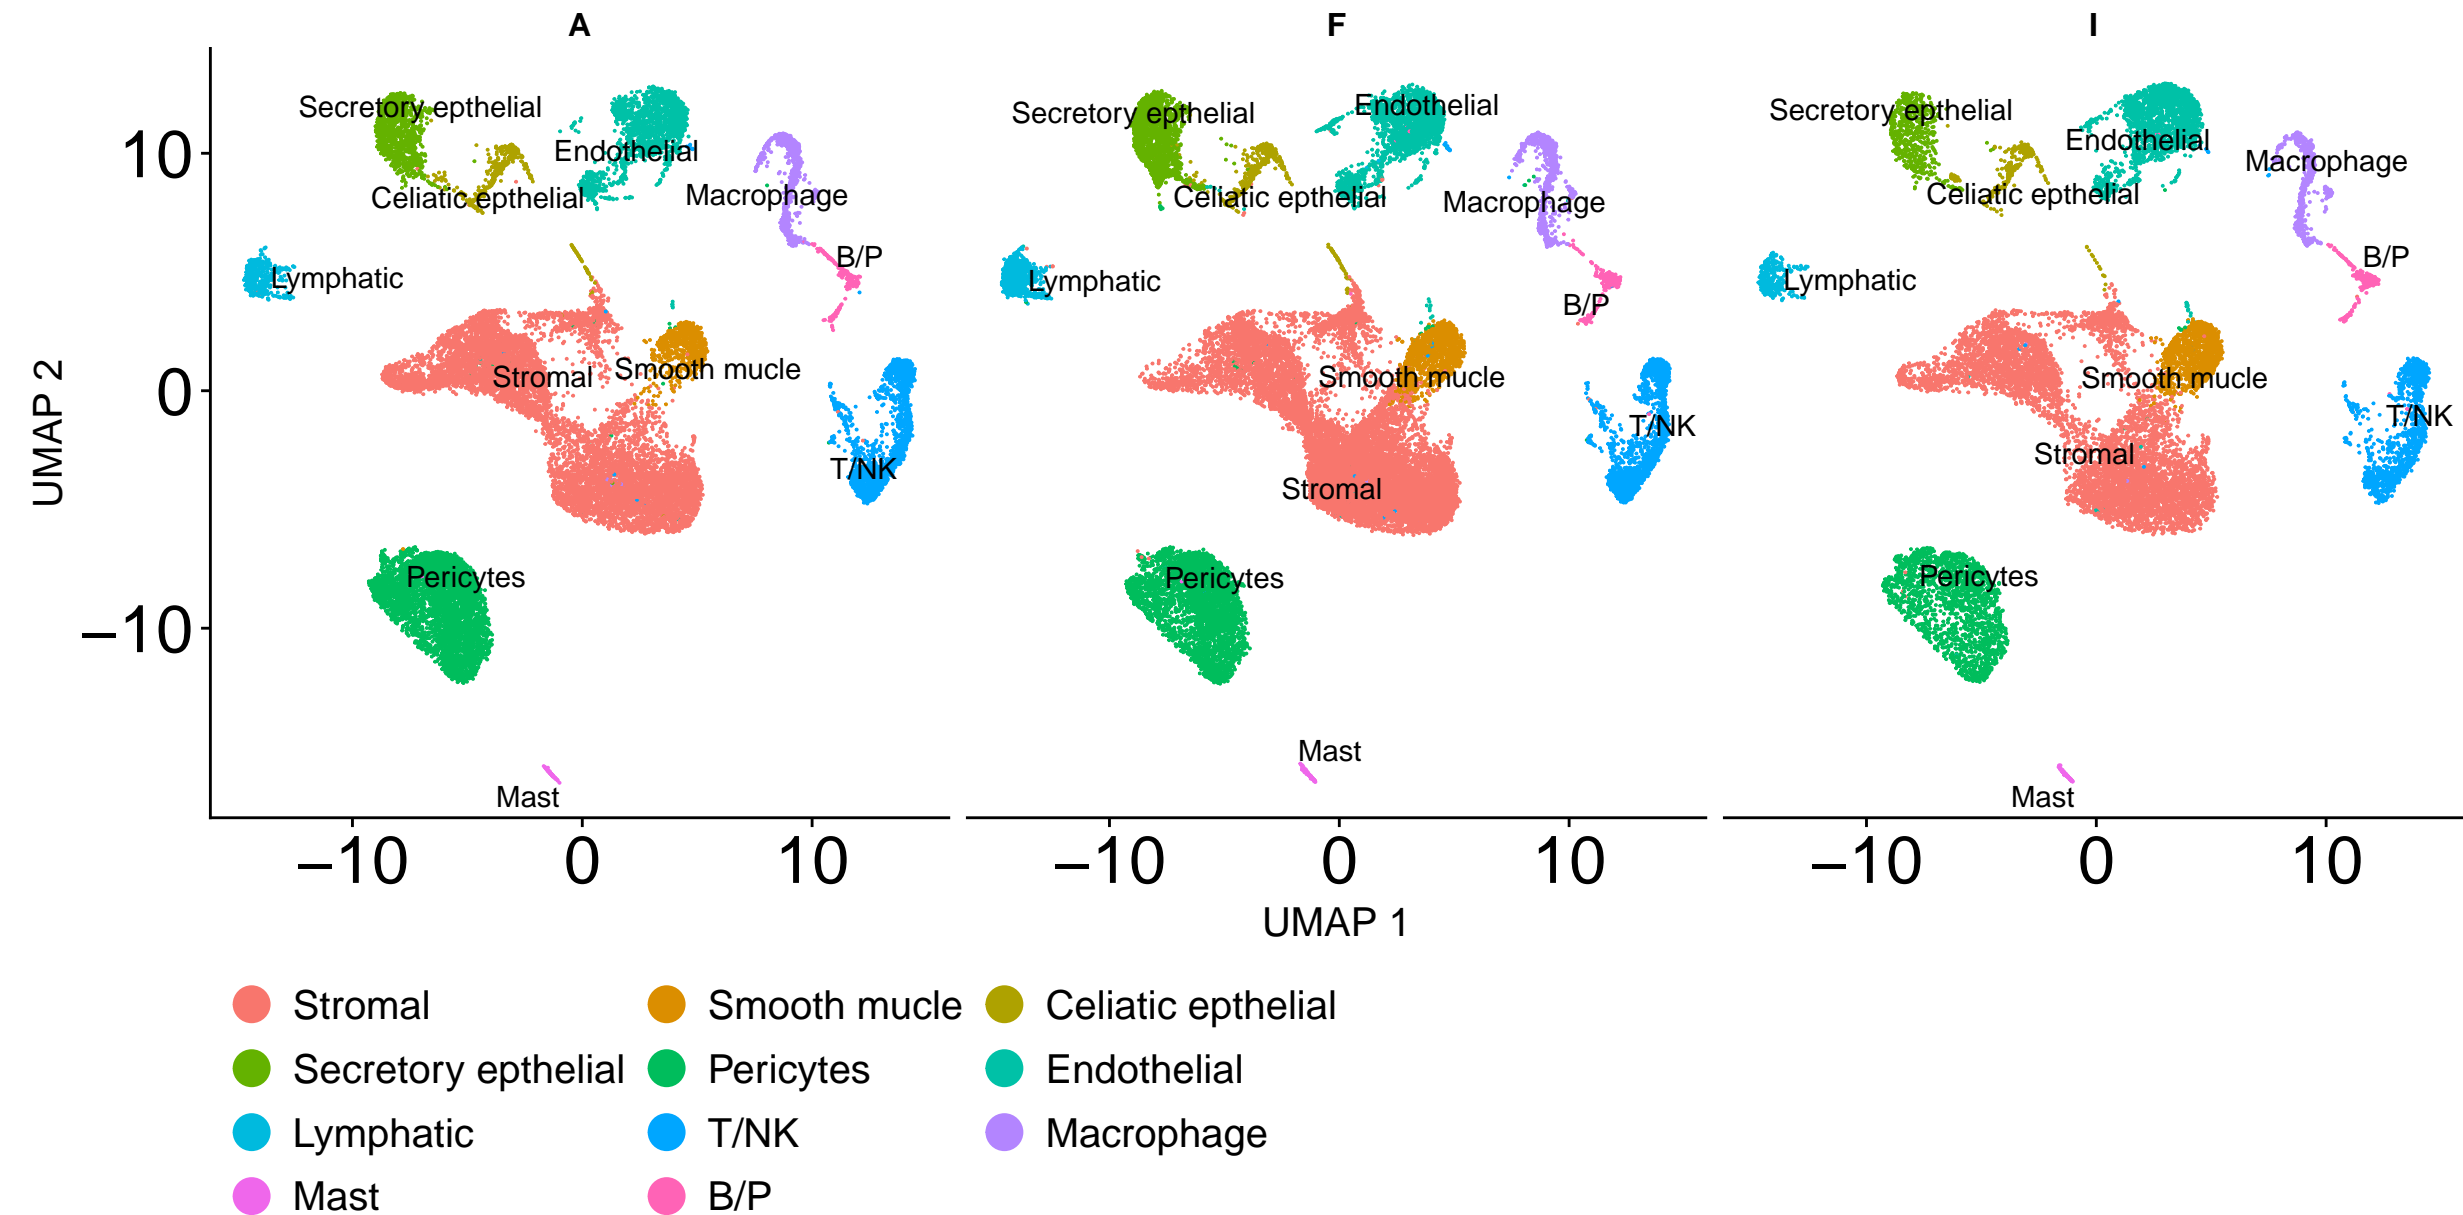 A
F
I
Secretory epthelial
Endothelial
Celiatic epthelial
Macrophage
B/P
Lymphatic
Stromal
Smooth mucle
T/NK
Pericytes
Mast
Secretory epthelial
Endothelial
Celiatic epthelial
Macrophage
Lymphatic
B/P
Smooth mucle
T/NK
Stromal
Pericytes
Mast
Secretory epthelial
Endothelial
Macrophage
Celiatic epthelial
B/P
Lymphatic
Smooth mucle
T/NK
Stromal
Pericytes
Mast
10
0
−10
UMAP 2
−10 0 10
−10 0 10
−10 0 10
UMAP 1
Stromal Smooth mucle Celiatic epthelial
Secretory epthelial Pericytes Endothelial
Lymphatic T/NK Macrophage
Mast B/P